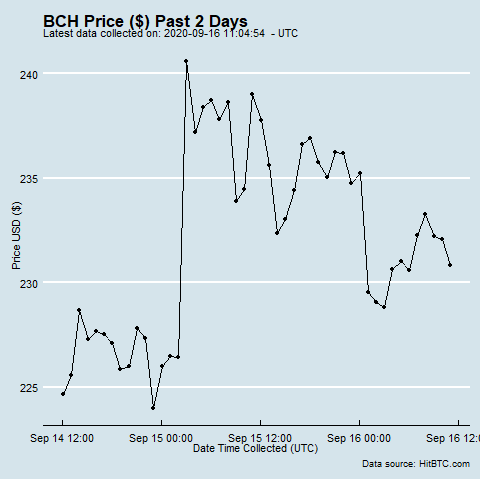 BCH Price ($) Past 2 Days
Latest data collected on: 2020-09-16 11:04:54 - UTC
240
235
230
225
Price USD ($)
Sep 14 12:00 Sep 15 00:00 Sep 15 12:00 Sep 16 00:00 Sep 16 12:0
Date Time Collected (UTC)
Data source: HitBTC.com